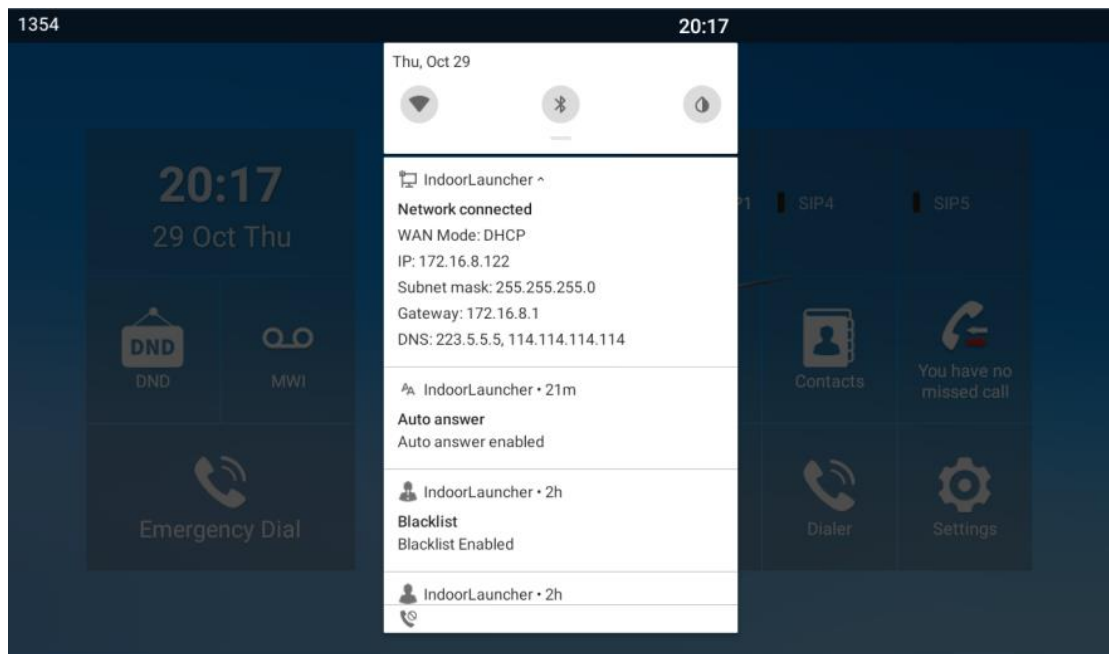 1354
20:17
Thu, Oct 29
IndoorLauncher
Network connected
WAN Mode: DHCP
IP: 172.16.8.122
Subnet mask: 255.255.255.0
Gateway: 172.16.8.1
DNS: 223.5.5.5, 114.114.114.114
IndoorLauncher • 21m
Auto answer
Auto answer enabled
IndoorLauncher • 2h
Blacklist
Blacklist Enabled
IndoorLauncher • 2h
20:17
29 Oct Thu
DND
DND
MWI
Emergency Dial
SIP4
SIP5
Contacts
You have no
missed call
Dialer
Settings